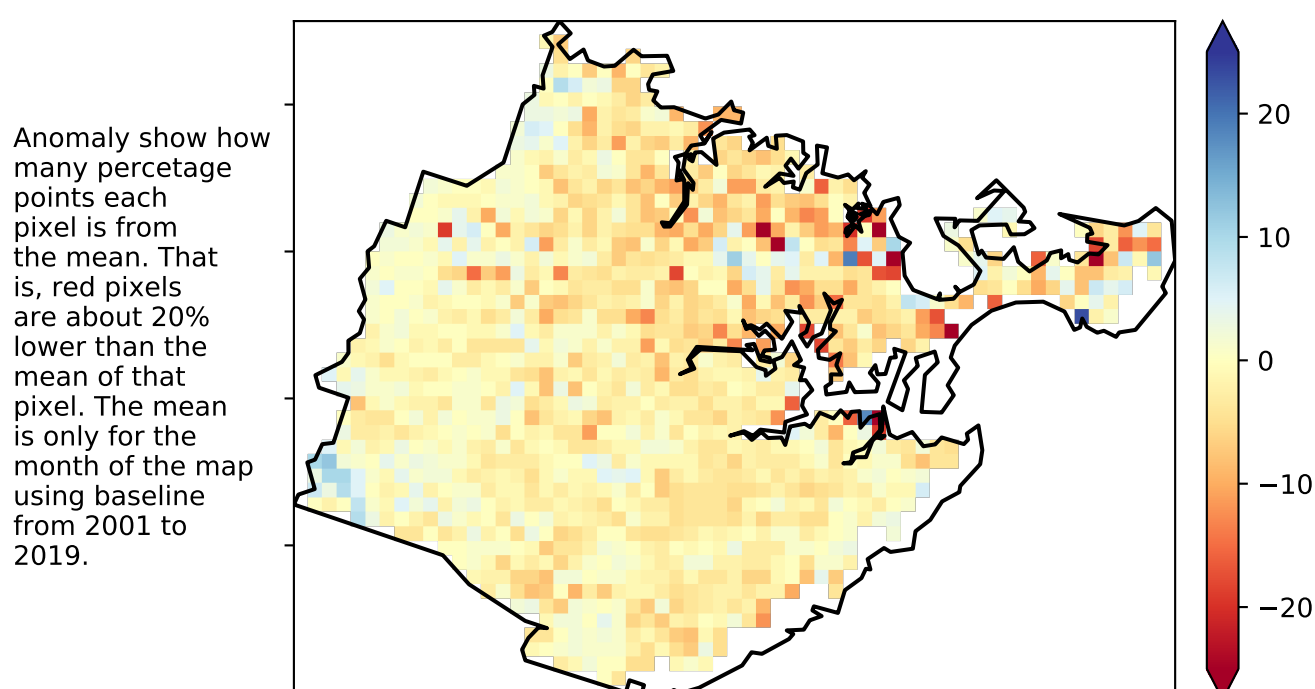 Anomaly show how
many percetage
points each
pixel is from
the mean. That
is, red pixels
are about 20%
lower than the
mean of that
pixel. The mean
is only for the
month of the map
using baseline
from 2001 to
2019.
20
10
0
−10
−20